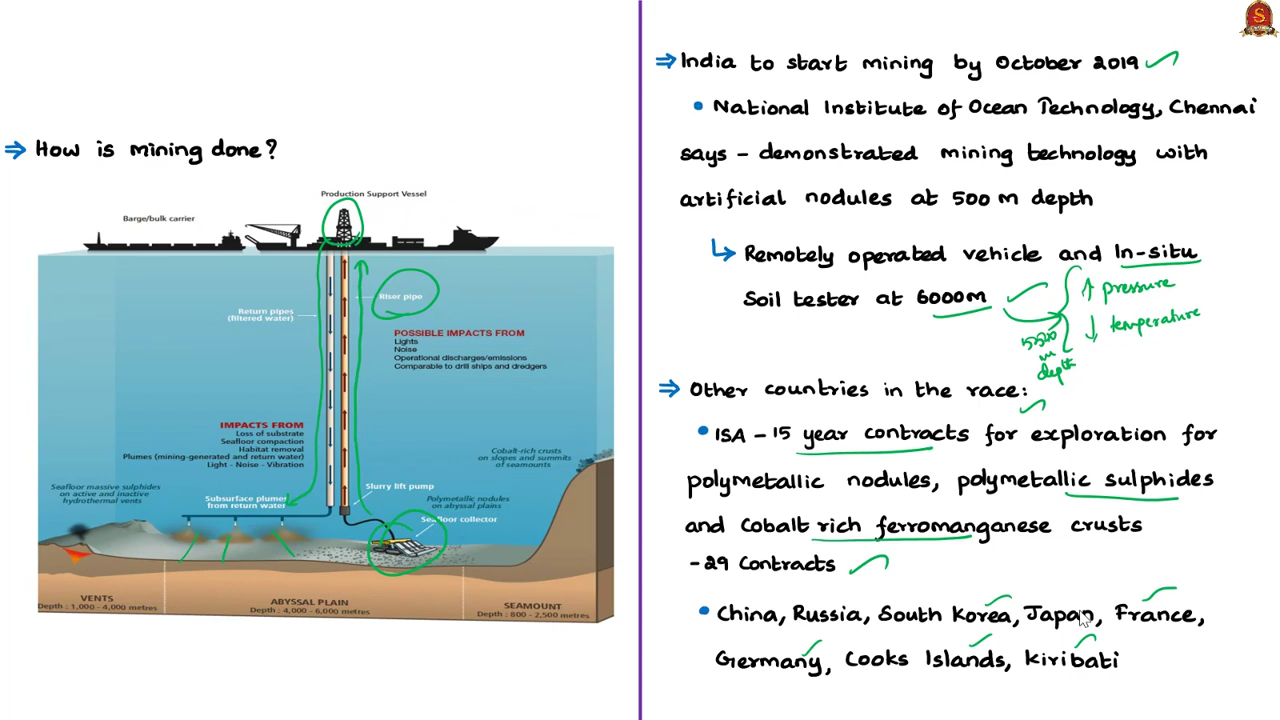 ⇒ How is mining done?
Production Support Vessel
Barge/bulk carrier
Riser pipe
Return pipes
(filtered water)
POSSIBLE IMPACTS FROM
Lights
Noise
Operational discharges/emissions
Comparable to drill ships and dredgers
IMPACTS FROM
Loss of substrate
Seafloor compaction
Habitat removal
Plumes (mining-generated and return water)
Light - Noise - Vibration
Cobalt-rich crusts
on slopes and summits
of seamounts
Seafloor massive sulphides
on active and inactive
hydrothermal vents
Subsurface plumes
from return water
Slurry lift pump
Polymetallic nodules
on abyssal plains
Seafloor collector
VENTS
Depth : 1,000 - 4,000 metres
ABYSSAL PLAIN
Depth : 4,000 - 6,000 metres
SEAMOUNT
Depth : 800 - 2,500 metres
S
⇒ India to start mining by October 2019
• National Institute of Ocean Technology, Chennai
says - demonstrated mining technology with
artificial nodules at 500 m depth
↳ Remotely operated vehicle and In-situ
Soil tester at 6000m
↑ pressure
↓ temperature
m
depth
⇒ Other countries in the race:
• ISA - 15 year contracts for exploration for
polymetallic nodules, polymetallic sulphides
and Cobalt rich ferromanganese crusts
- 29 Contracts
• China, Russia, South Korea, Japan, France,
Germany, Cooks Islands, Kiribati